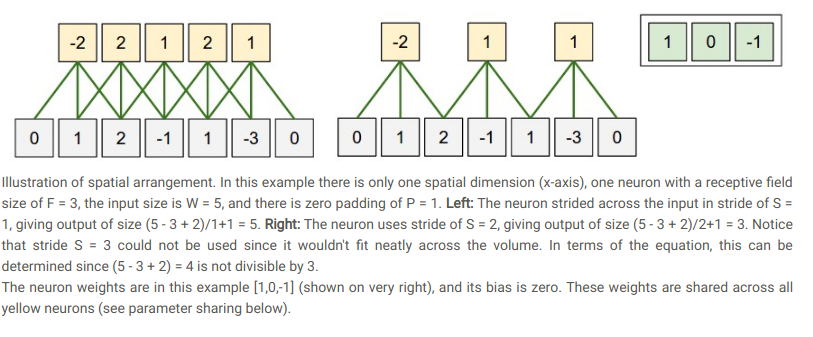 -2 2 1 2 1
-2 1 1
1 0 -1
0 1 2 -1 1 -3 0
0 1 2 -1 1 -3 0
Illustration of spatial arrangement. In this example there is only one spatial dimension (x-axis), one neuron with a receptive field
size of F = 3, the input size is W = 5, and there is zero padding of P = 1. Left: The neuron strided across the input in stride of S =
1, giving output of size (5 - 3 + 2)/1+1 = 5. Right: The neuron uses stride of S = 2, giving output of size (5 - 3 + 2)/2+1 = 3. Notice
that stride S = 3 could not be used since it wouldn't fit neatly across the volume. In terms of the equation, this can be
determined since (5 - 3 + 2) = 4 is not divisible by 3.
The neuron weights are in this example [1,0,-1] (shown on very right), and its bias is zero. These weights are shared across all
yellow neurons (see parameter sharing below).